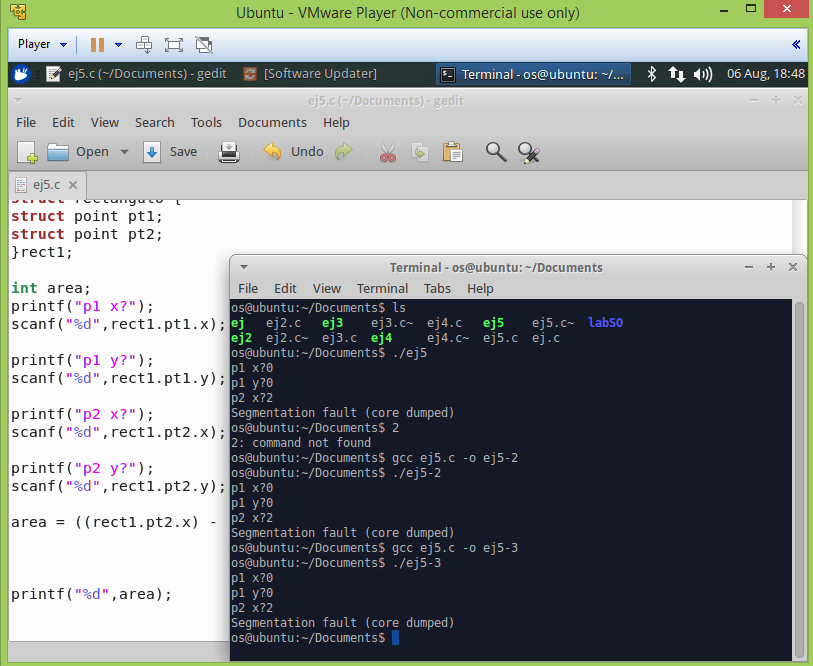 Ubuntu - VMware Player (Non-commercial use only)
Player
ej5.c (~/Documents) - gedit
[Software Updater]
Terminal - os@ubuntu: ~/...
06 Aug, 18:48
ej5.c (~/Documents) - gedit
File Edit View Search Tools Documents Help
Open Save Undo
ej5.c
struct rectangulo {
struct point pt1;
struct point pt2;
}rect1;
int area;
printf("p1 x?");
scanf("%d",rect1.pt1.x);
printf("p1 y?");
scanf("%d",rect1.pt1.y);
printf("p2 x?");
scanf("%d",rect1.pt2.x);
printf("p2 y?");
scanf("%d",rect1.pt2.y);
area = ((rect1.pt2.x) -
printf("%d",area);
Terminal - os@ubuntu: ~/Documents
File Edit View Terminal Tabs Help
os@ubuntu:~/Documents$ ls
ej ej2.c ej3 ej3.c~ ej4.c ej5 ej5.c~ labSO
ej2 ej2.c~ ej3.c ej4 ej4.c~ ej5.c ej.c
os@ubuntu:~/Documents$ ./ej5
p1 x?0
p1 y?0
p2 x?2
Segmentation fault (core dumped)
os@ubuntu:~/Documents$ 2
2: command not found
os@ubuntu:~/Documents$ gcc ej5.c -o ej5-2
os@ubuntu:~/Documents$ ./ej5-2
p1 x?0
p1 y?0
p2 x?2
Segmentation fault (core dumped)
os@ubuntu:~/Documents$ gcc ej5.c -o ej5-3
os@ubuntu:~/Documents$ ./ej5-3
p1 x?0
p1 y?0
p2 x?2
Segmentation fault (core dumped)
os@ubuntu:~/Documents$